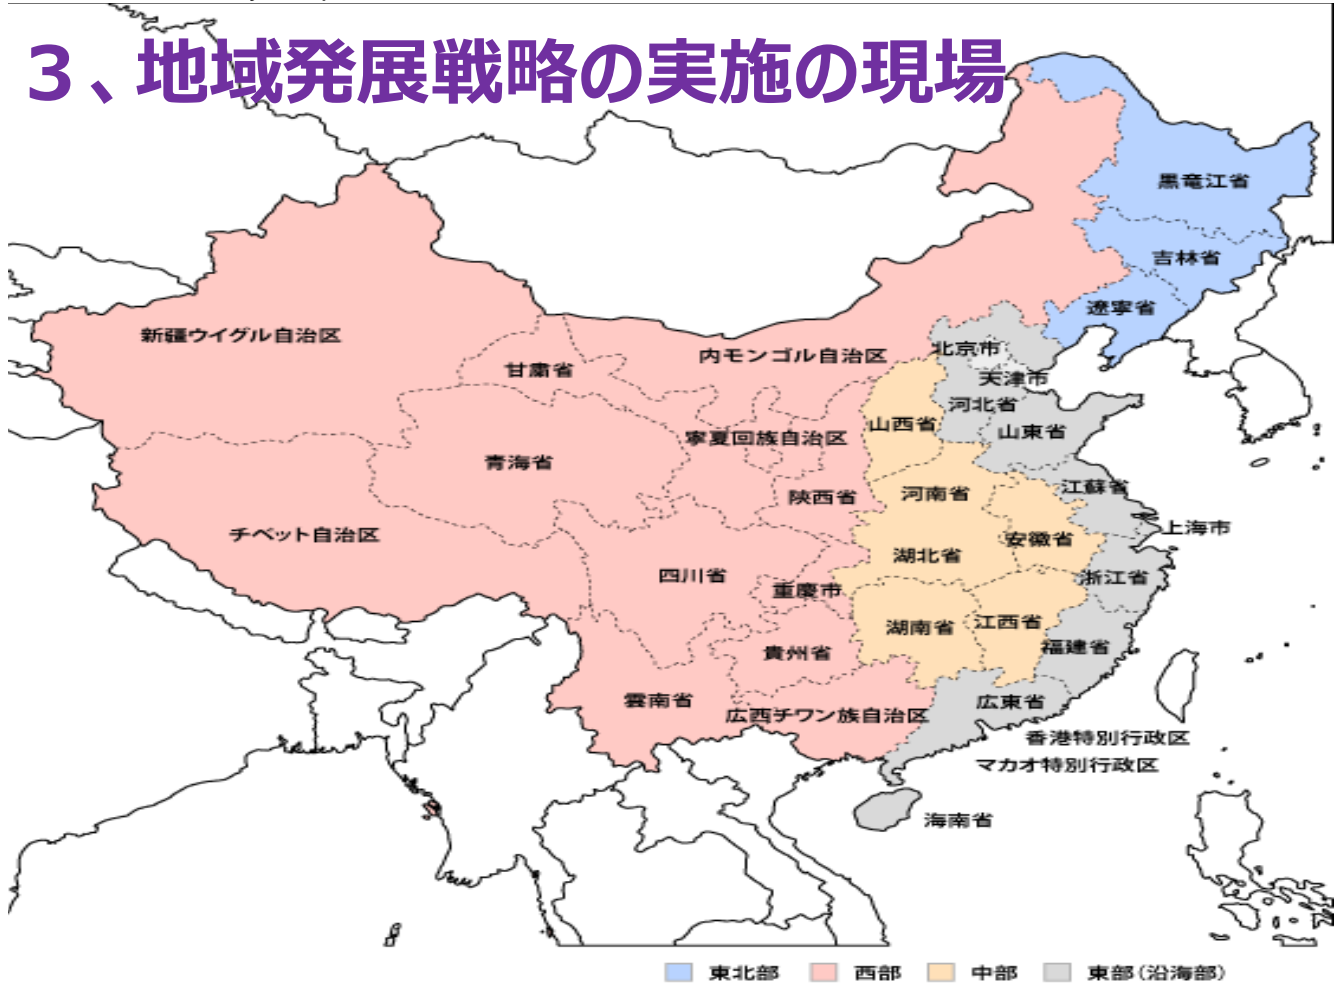 ３、地域発展戦略の実施の現場
黒竜江省
吉林省
遼寧省
新疆ウイグル自治区
内モンゴル自治区
北京市
甘粛省
天津市
河北省
山西省
山東省
寧夏回族自治区
青海省
江蘇省
陝西省
河南省
上海市
チベット自治区
安徽省
湖北省
四川省
浙江省
重慶市
湖南省
江西省
福建省
貴州省
雲南省
広東省
広西チワン族自治区
香港特別行政区
マカオ特別行政区
海南省
東北部 西部 中部 東部（沿海部）